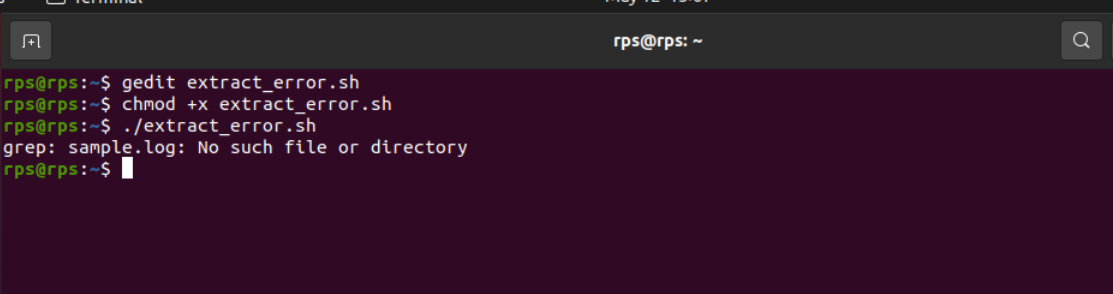 Terminal
rps@rps: ~
rps@rps:~$ gedit extract_error.sh
rps@rps:~$ chmod +x extract_error.sh
rps@rps:~$ ./extract_error.sh
grep: sample.log: No such file or directory
rps@rps:~$